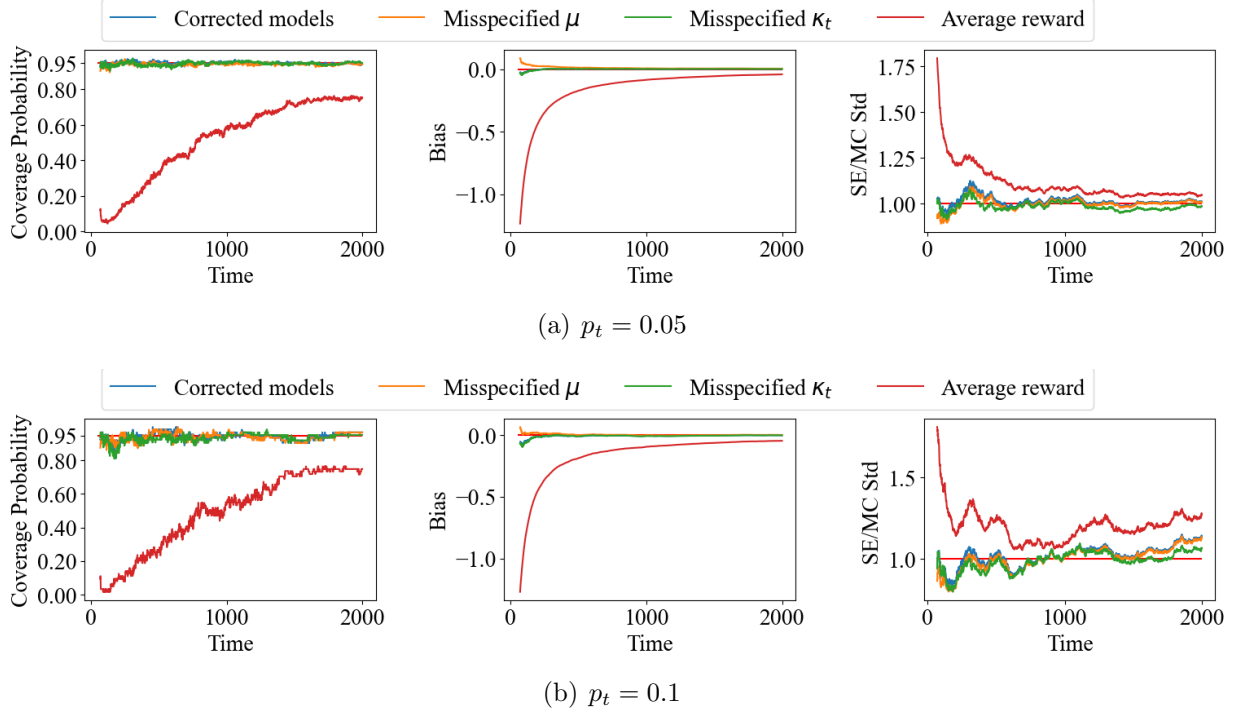 Corrected models Misspecified μ Misspecified κₜ Average reward
Coverage Probability
0.95
0.80
0.60
0.40
0.20
0.00
0 1000 2000
Time
Bias
0.0
−0.5
−1.0
0 1000 2000
Time
SE/MC Std
1.75
1.50
1.25
1.00
0 1000 2000
Time
(a) pₜ = 0.05
Corrected models Misspecified μ Misspecified κₜ Average reward
Coverage Probability
0.95
0.80
0.60
0.40
0.20
0.00
0 1000 2000
Time
Bias
0.0
−0.5
−1.0
0 1000 2000
Time
SE/MC Std
1.5
1.0
0 1000 2000
Time
(b) pₜ = 0.1